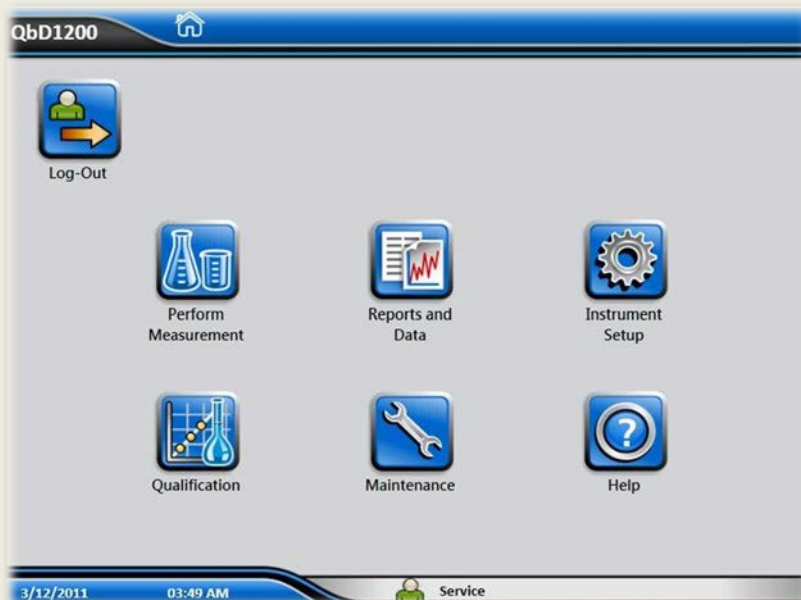 QbD1200
Log-Out
Perform
Measurement
Reports and
Data
Instrument
Setup
Qualification
Maintenance
?
Help
3/12/2011
03:49 AM
Service